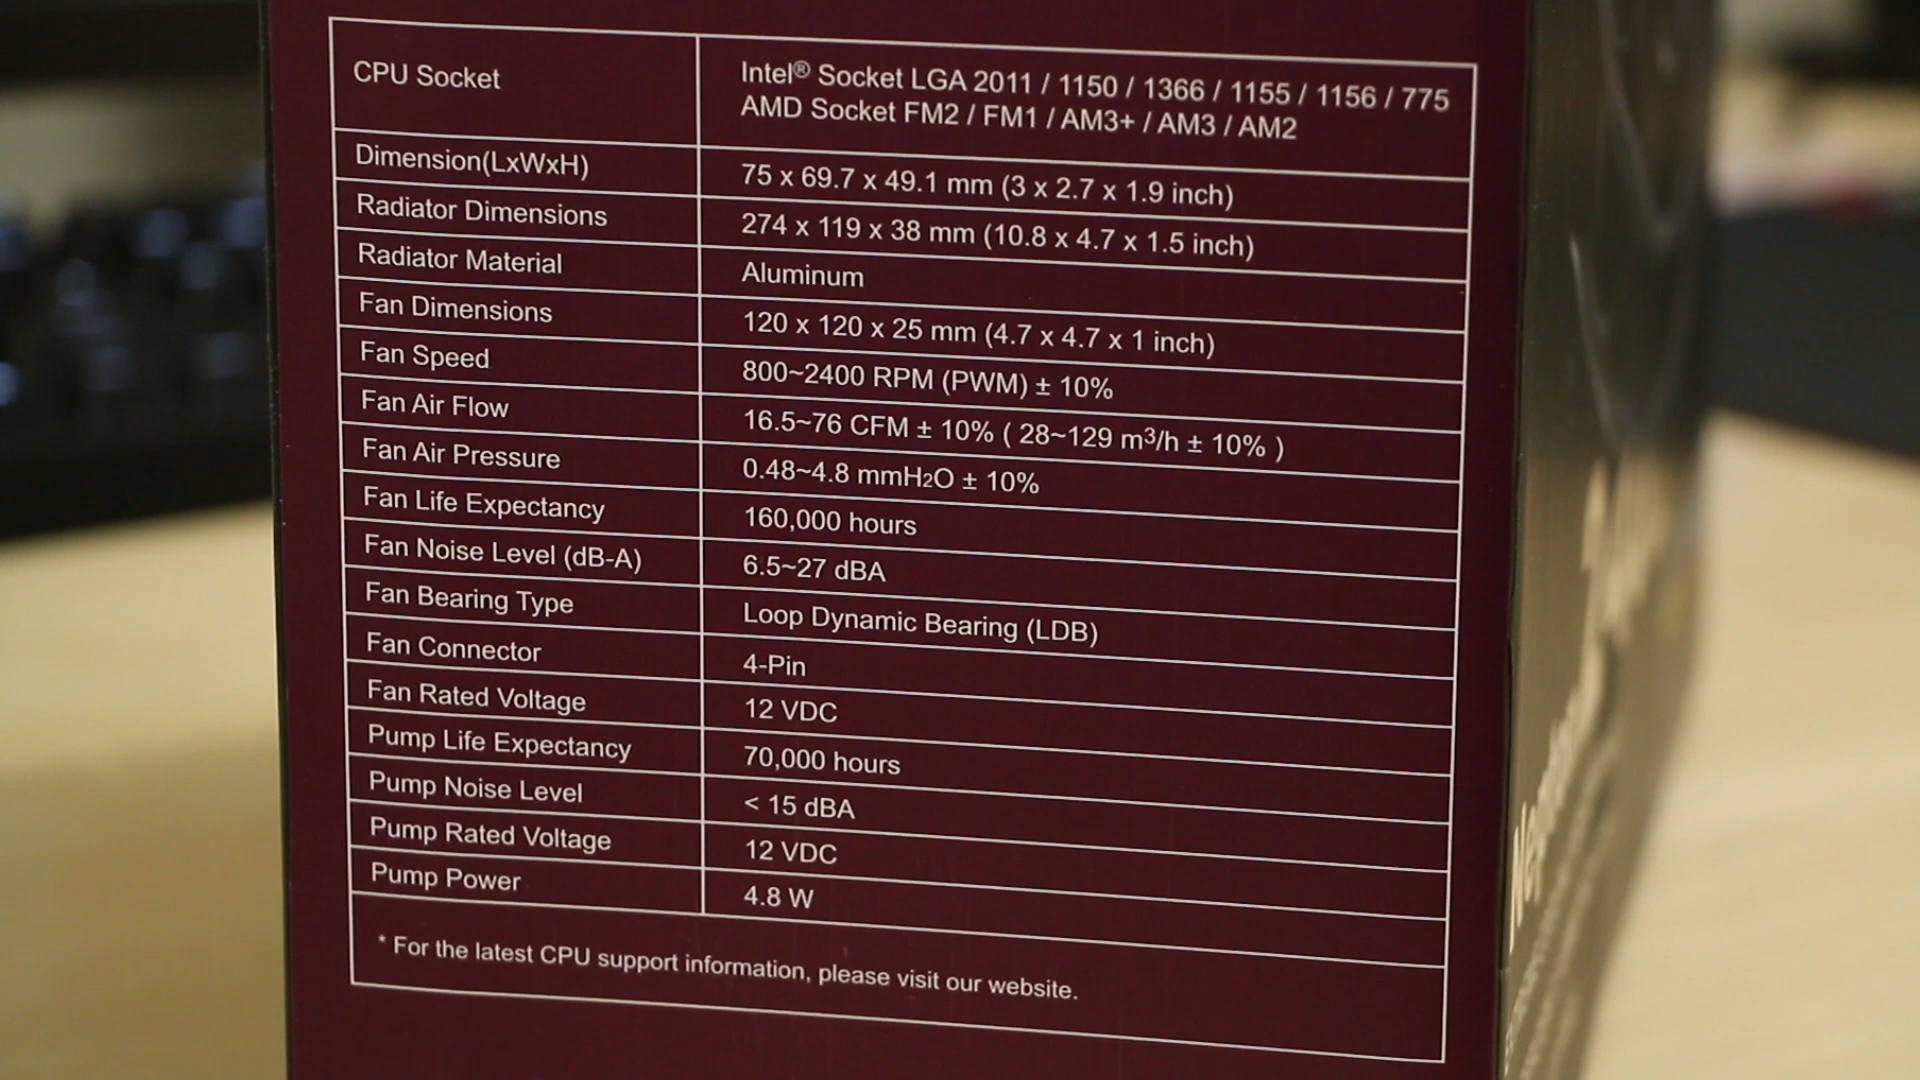 CPU Socket
Intel® Socket LGA 2011 / 1150 / 1366 / 1155 / 1156 / 775
AMD Socket FM2 / FM1 / AM3+ / AM3 / AM2
Dimension(LxWxH)
75 x 69.7 x 49.1 mm (3 x 2.7 x 1.9 inch)
Radiator Dimensions
274 x 119 x 38 mm (10.8 x 4.7 x 1.5 inch)
Radiator Material
Aluminum
Fan Dimensions
120 x 120 x 25 mm (4.7 x 4.7 x 1 inch)
Fan Speed
800~2400 RPM (PWM) ± 10%
Fan Air Flow
16.5~76 CFM ± 10% ( 28~129 m³/h ± 10% )
Fan Air Pressure
0.48~4.8 mmH₂O ± 10%
Fan Life Expectancy
160,000 hours
Fan Noise Level (dB-A)
6.5~27 dBA
Fan Bearing Type
Loop Dynamic Bearing (LDB)
Fan Connector
4-Pin
Fan Rated Voltage
12 VDC
Pump Life Expectancy
70,000 hours
Pump Noise Level
< 15 dBA
Pump Rated Voltage
12 VDC
Pump Power
4.8 W
* For the latest CPU support information, please visit our website.